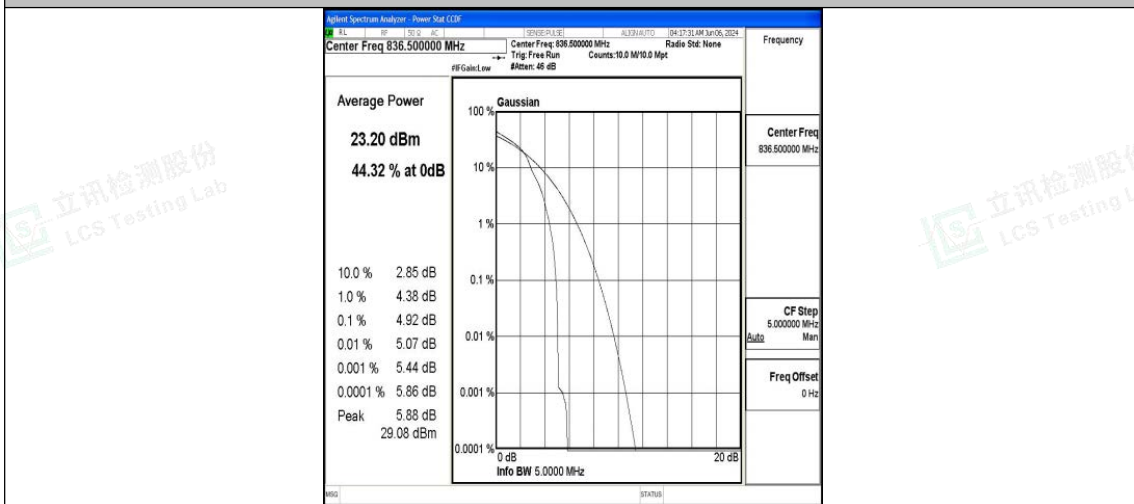 Agilent Spectrum Analyzer - Power Stat CCDF
RL RF 50 Ω AC SENSE:PULSE ALIGN AUTO 04:17:31 AM Jun 06, 2024
Center Freq 836.500000 MHz
Center Freq: 836.500000 MHz Radio Std: None
Trig: Free Run Counts:10.0 M/10.0 Mpt
#IFGain:Low #Atten: 46 dB
Frequency
Average Power
23.20 dBm
44.32 % at 0dB
10.0 % 2.85 dB
1.0 % 4.38 dB
0.1 % 4.92 dB
0.01 % 5.07 dB
0.001 % 5.44 dB
0.0001 % 5.86 dB
Peak 5.88 dB
29.08 dBm
Gaussian
100 %
10 %
1 %
0.1 %
0.01 %
0.001 %
0.0001 %
0 dB 20 dB
Info BW 5.0000 MHz
Center Freq
836.500000 MHz
CF Step
5.000000 MHz
Auto Man
Freq Offset
0 Hz
MSG STATUS
立讯检测股份
LCS Testing Lab
立讯检测股份
LCS Testing L